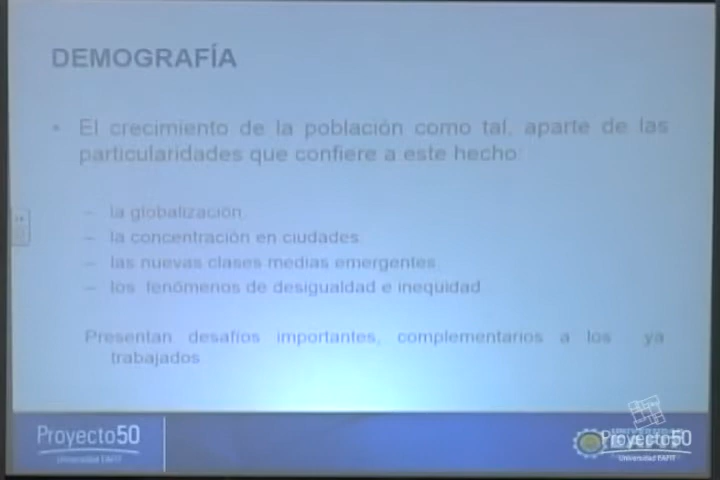 DEMOGRAFÍA
• El crecimiento de la población como tal, aparte de las
particularidades que confiere a este hecho:
– la globalización
– la concentración en ciudades
– las nuevas clases medias emergentes
– los fenómenos de desigualdad e inequidad
Presentan desafíos importantes, complementarios a los ya
trabajados
Proyecto50
Universidad EAFIT
Proyecto50
Universidad EAFIT